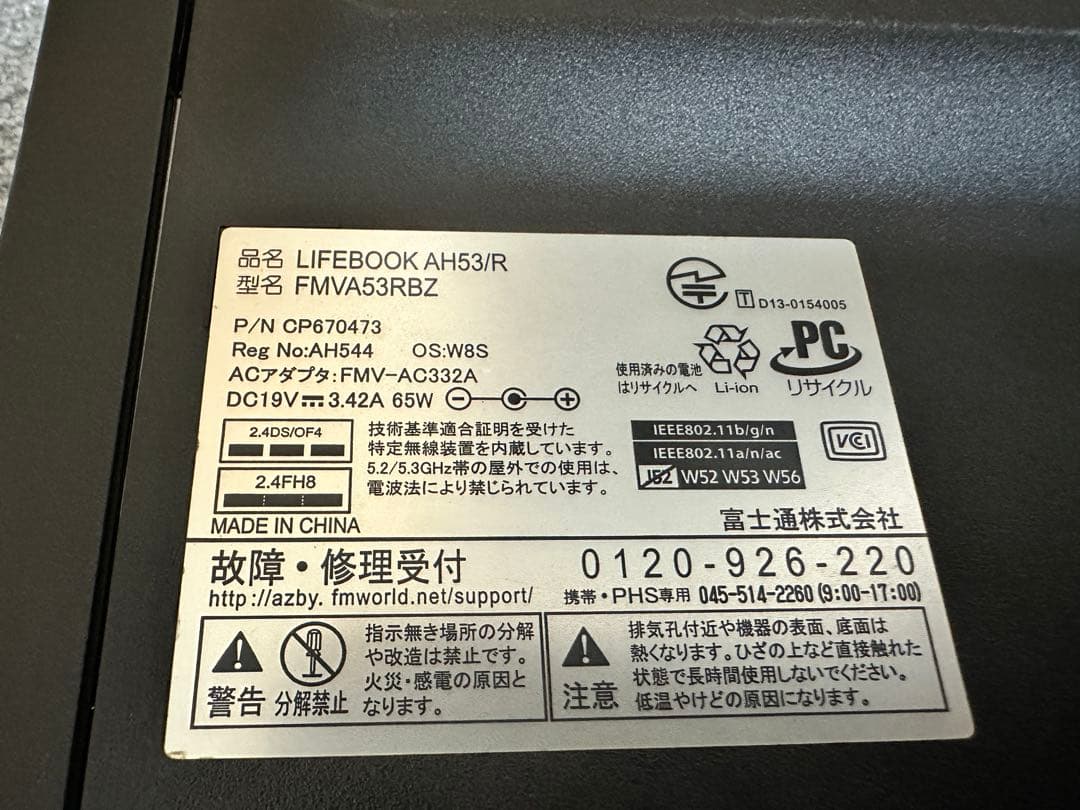 品名 LIFEBOOK AH53/R
型名 FMVA53RBZ
P/N CP670473
Reg No:AH544 OS:W8S
ACアダプタ:FMV-AC332A
DC19V 3.42A 65W
T D13-0154005
使用済みの電池
はリサイクルへ
Li-ion
PC
リサイクル
2.4DS/OF4
2.4FH8
技術基準適合証明を受けた
特定無線装置を内蔵しています。
5.2/5.3GHz帯の屋外での使用は、
電波法により禁じられています。
IEEE802.11b/g/n
IEEE802.11a/n/ac
J52 W52 W53 W56
VCCI
MADE IN CHINA
富士通株式会社
故障・修理受付 0120-926-220
http://azby.fmworld.net/support/ 携帯・PHS専用 045-514-2260(9:00-17:00)
警告
分解禁止
指示無き場所の分解
や改造は禁止です。
火災・感電の原因と
なります。
注意
排気孔付近や機器の表面、底面は
熱くなります。ひざの上など直接触れた
状態で長時間使用しないでください。
低温やけどの原因になります。